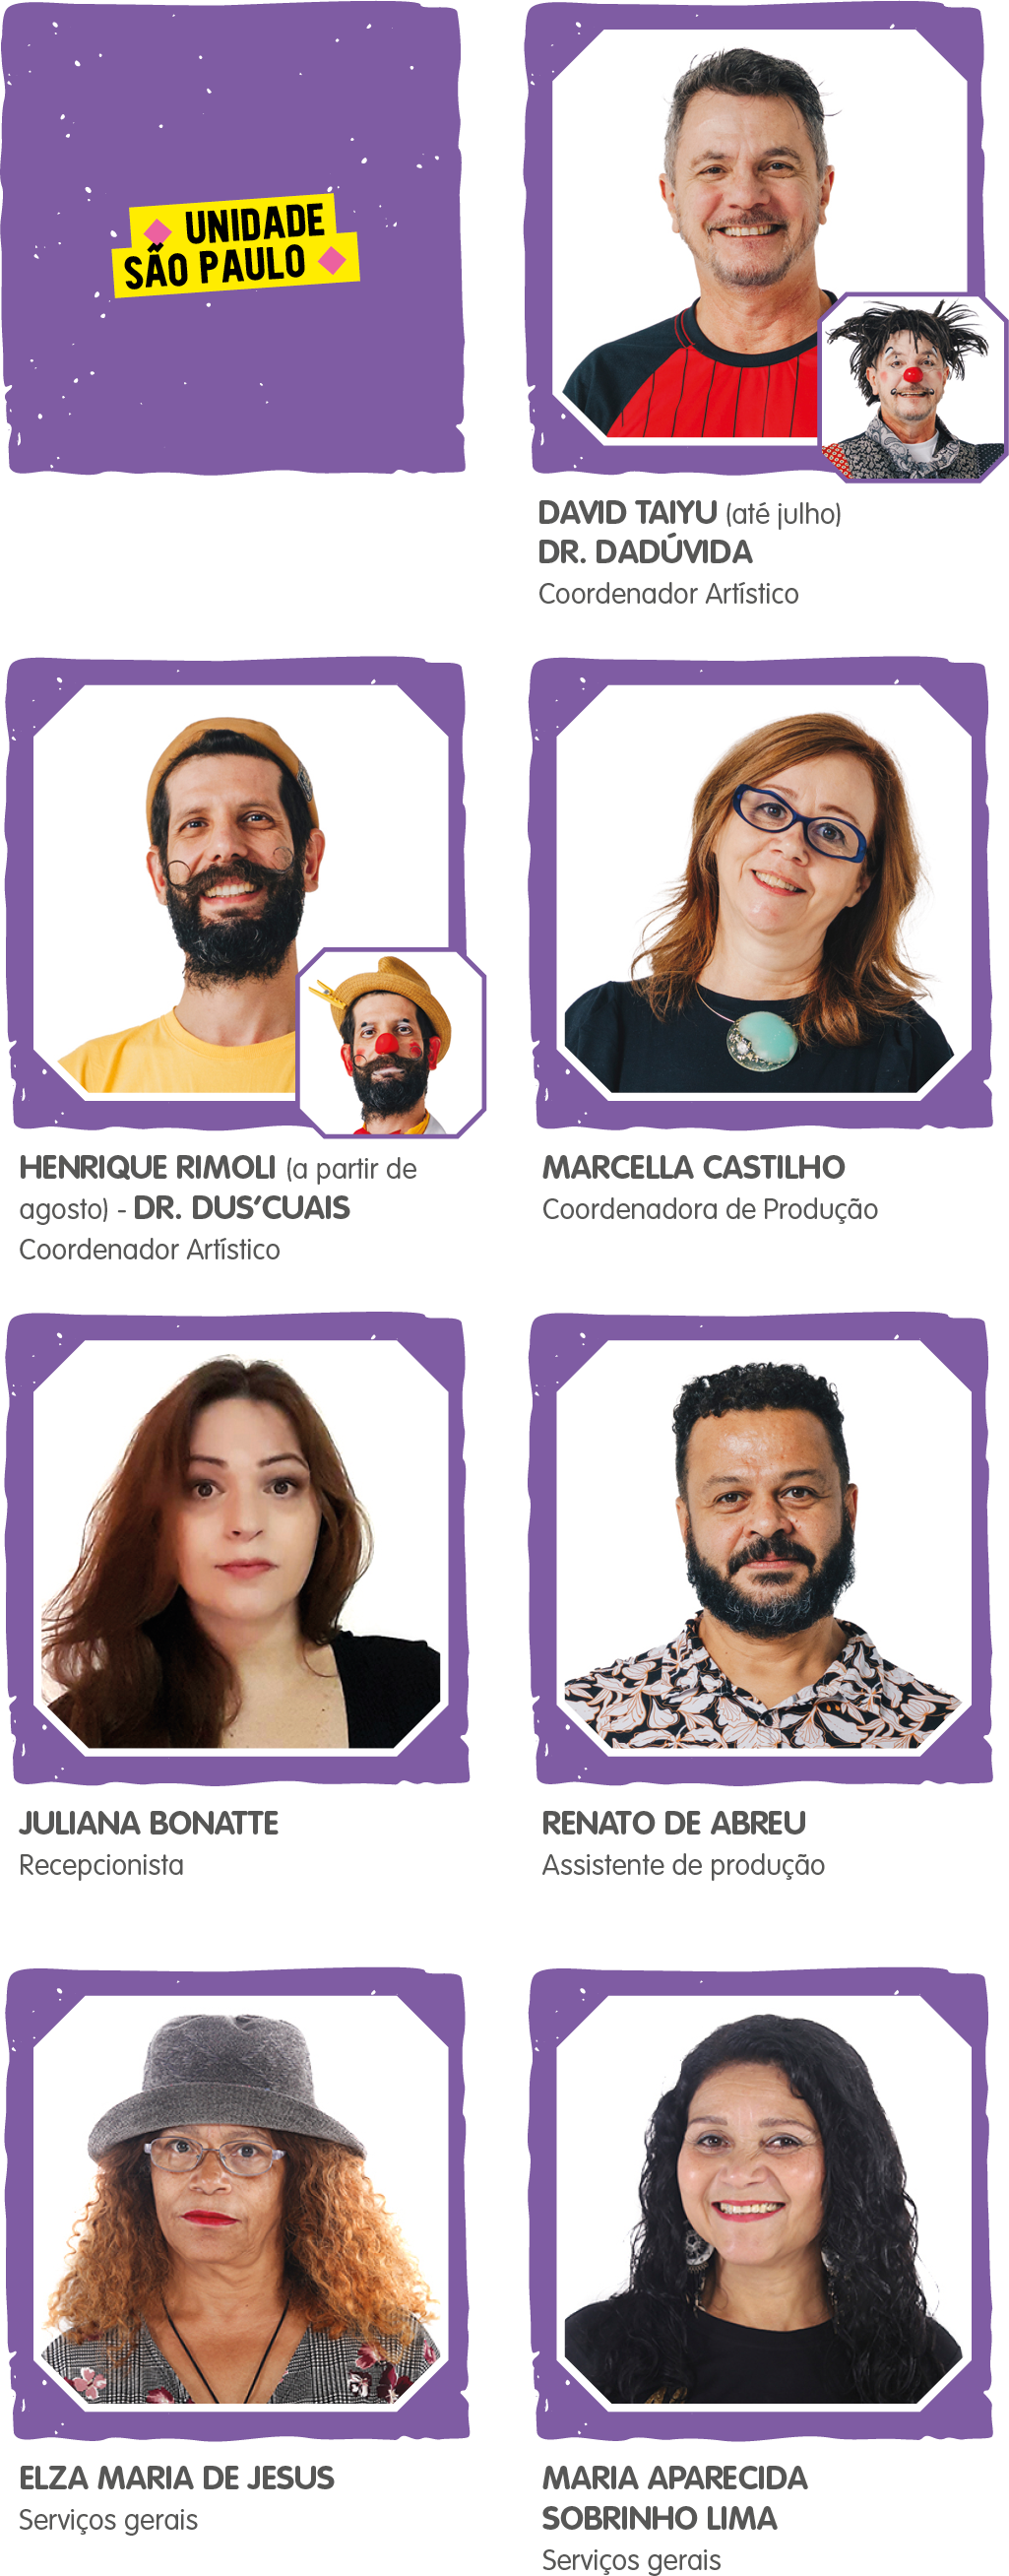 UNIDADE
SÃO PAULO
DAVID TAIYU (até julho)
DR. DADÚVIDA
Coordenador Artístico
HENRIQUE RIMOLI (a partir de
agosto) - DR. DUS’CUAIS
Coordenador Artístico
MARCELLA CASTILHO
Coordenadora de Produção
JULIANA BONATTE
Recepcionista
RENATO DE ABREU
Assistente de produção
ELZA MARIA DE JESUS
Serviços gerais
MARIA APARECIDA
SOBRINHO LIMA
Serviços gerais